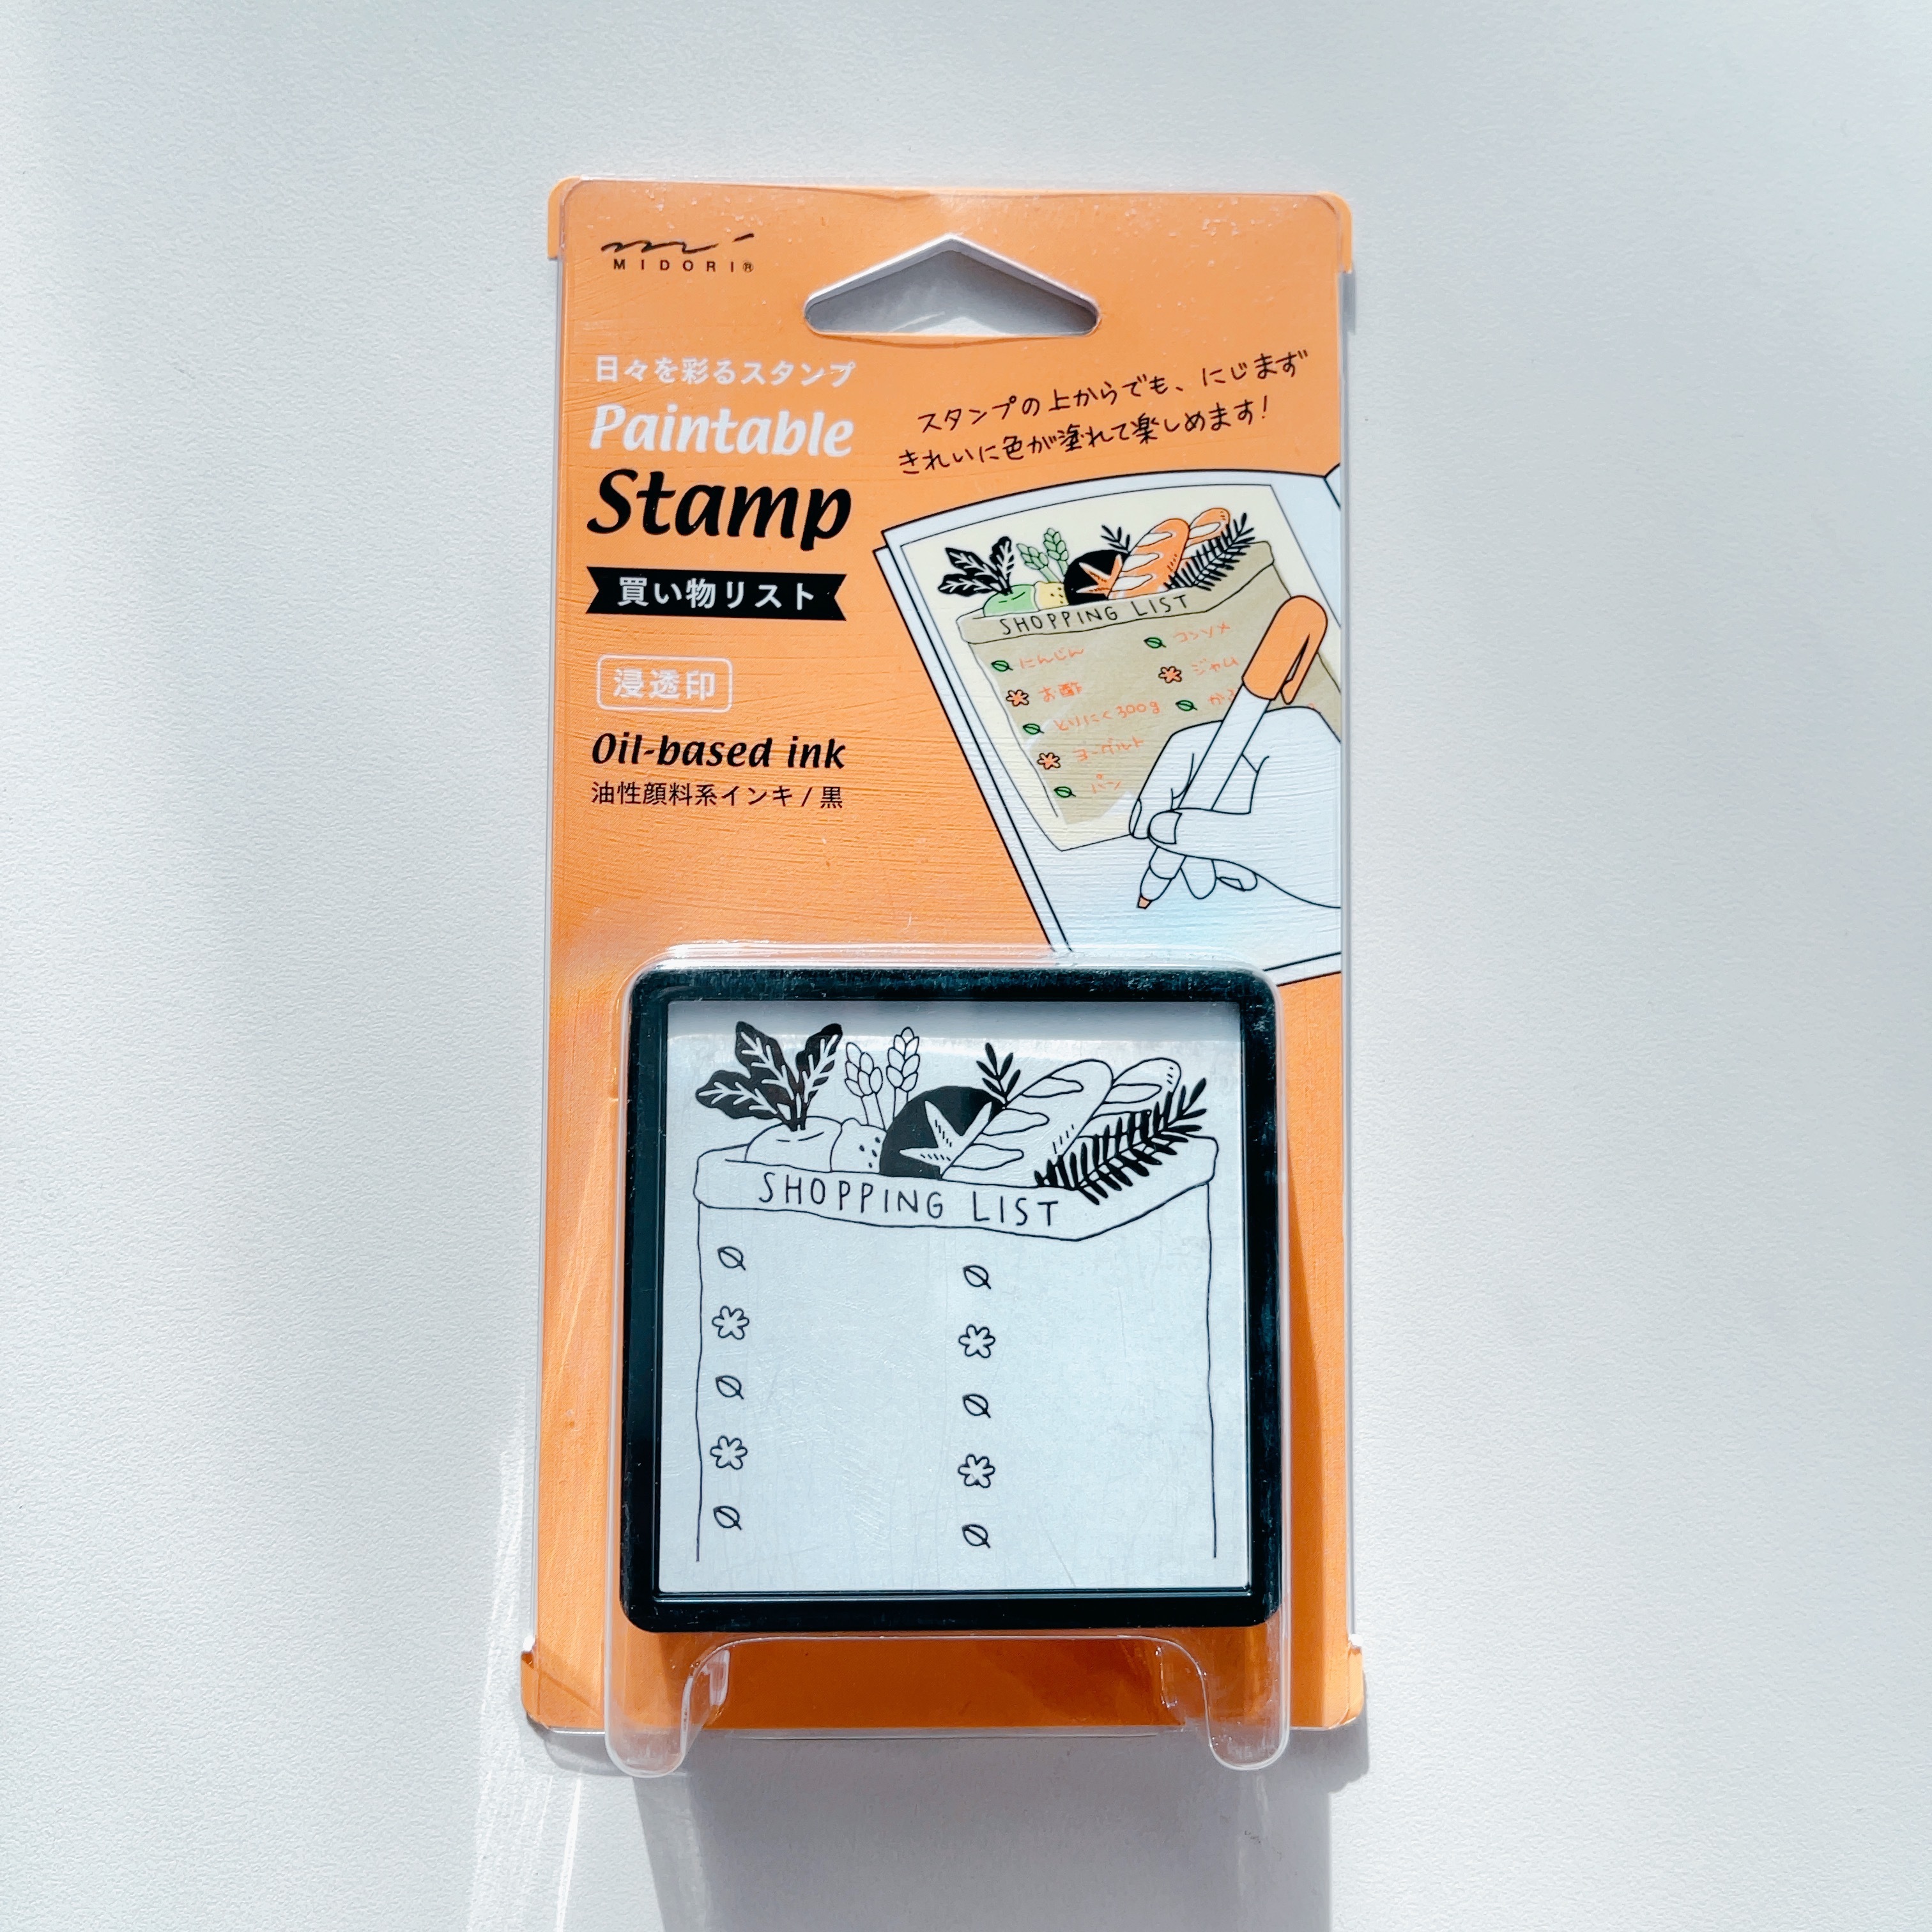 MIDORI®
日々を彩るスタンプ
Paintable
Stamp
買い物リスト
浸透印
Oil-based ink
油性顔料系インキ / 黒
スタンプの上からでも、にじまず
きれいに色が塗れて楽しめます!
SHOPPING LIST
にんじん
お酢
とりにく300g
ヨーグルト
パン
コンソメ
ジャム
SHOPPING LIST